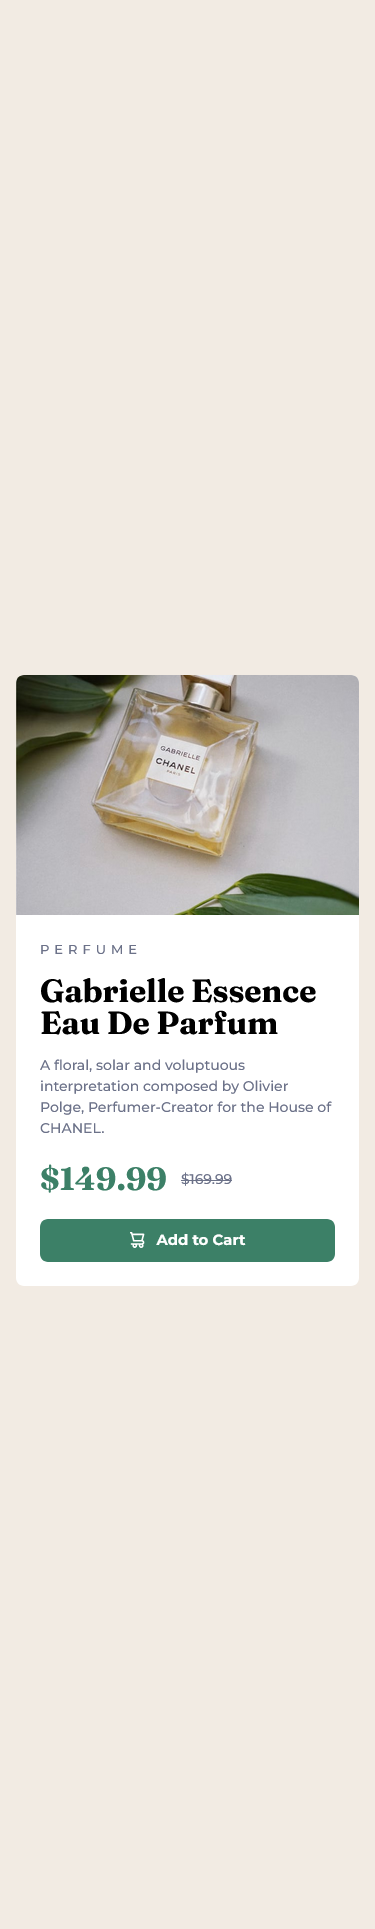 GABRIELLE
CHANEL
PARIS
PERFUME
Gabrielle Essence
Eau De Parfum
A floral, solar and voluptuous
interpretation composed by Olivier
Polge, Perfumer-Creator for the House of
CHANEL.
$149.99 $169.99
Add to Cart